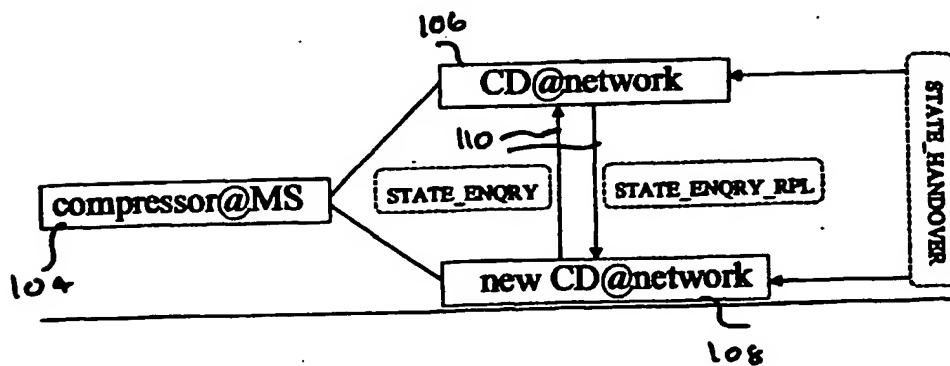 106
CD@network
110
STATE_HANDOVER
STATE_ENQRY
STATE_ENQRY_RPL
compressor@MS
104
new CD@network
108